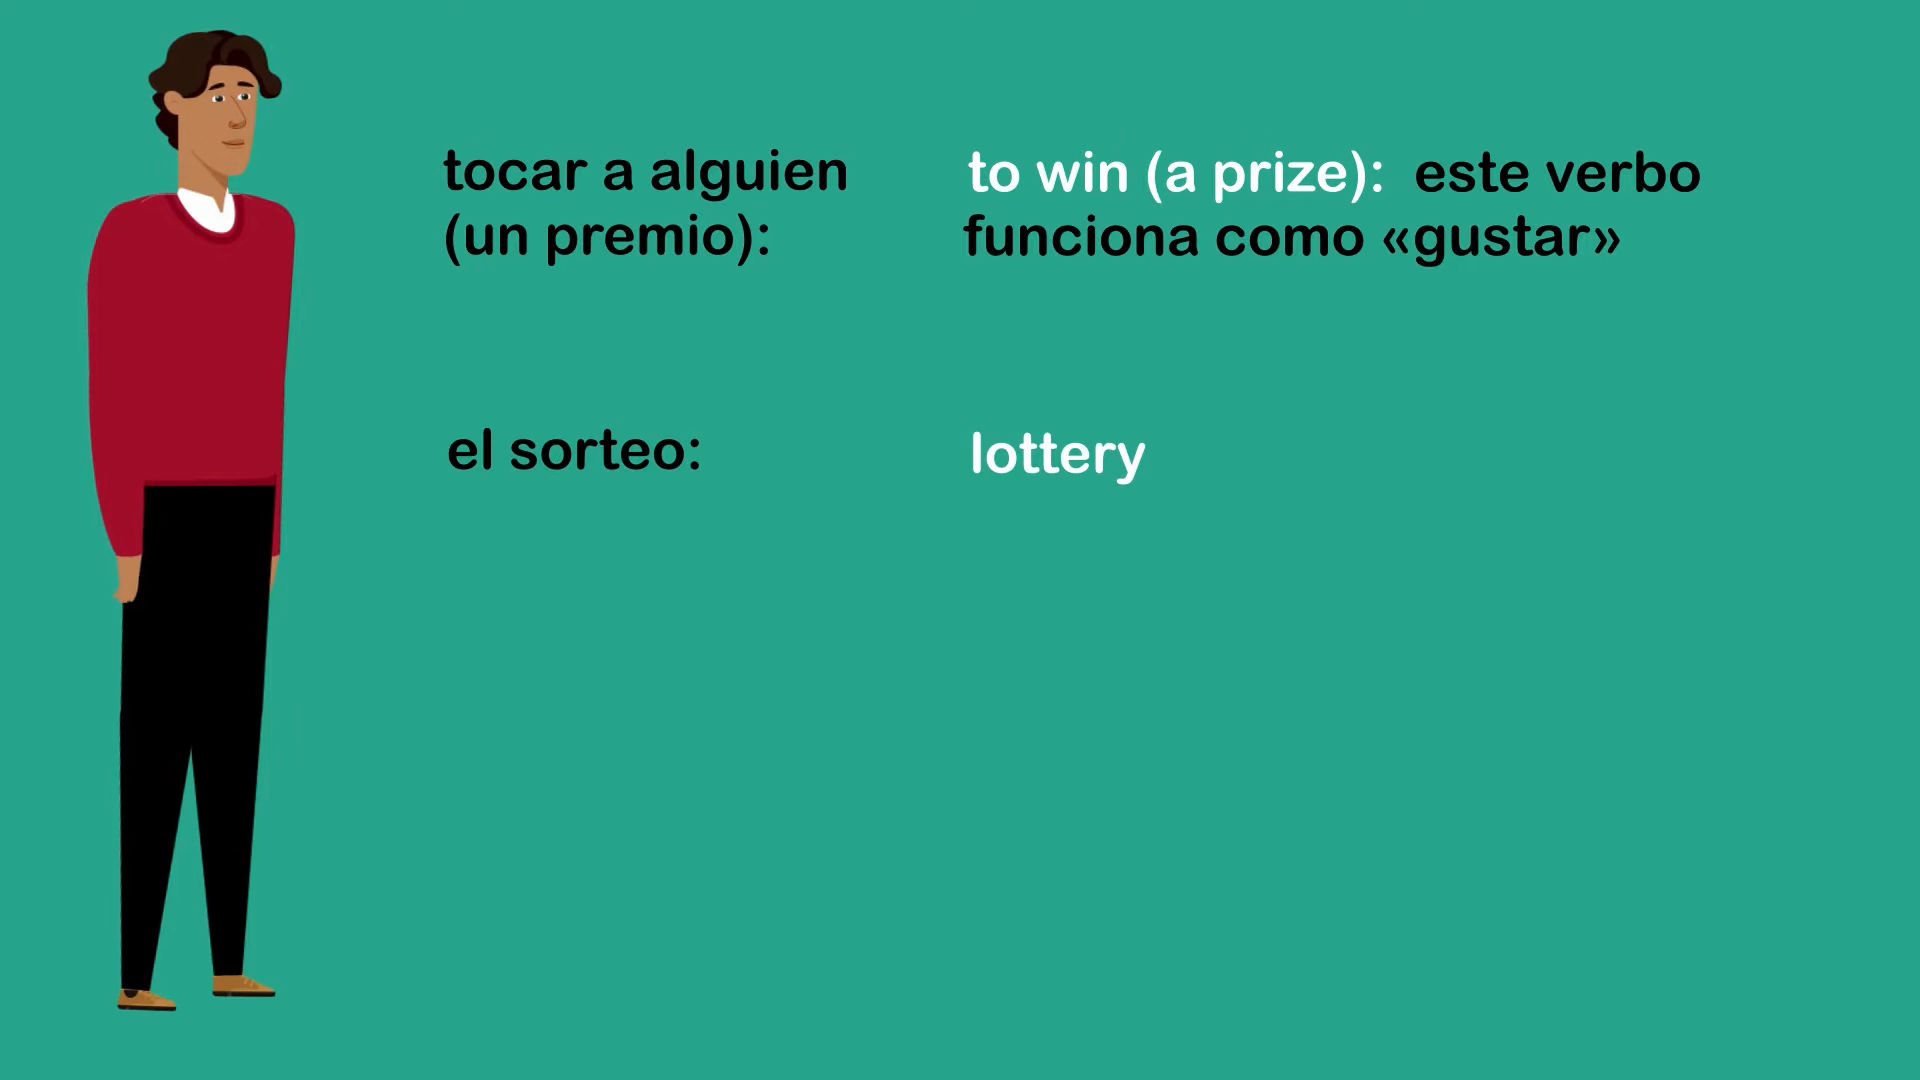 tocar a alguien to win (a prize): este verbo
(un premio): funciona como «gustar»
el sorteo: lottery